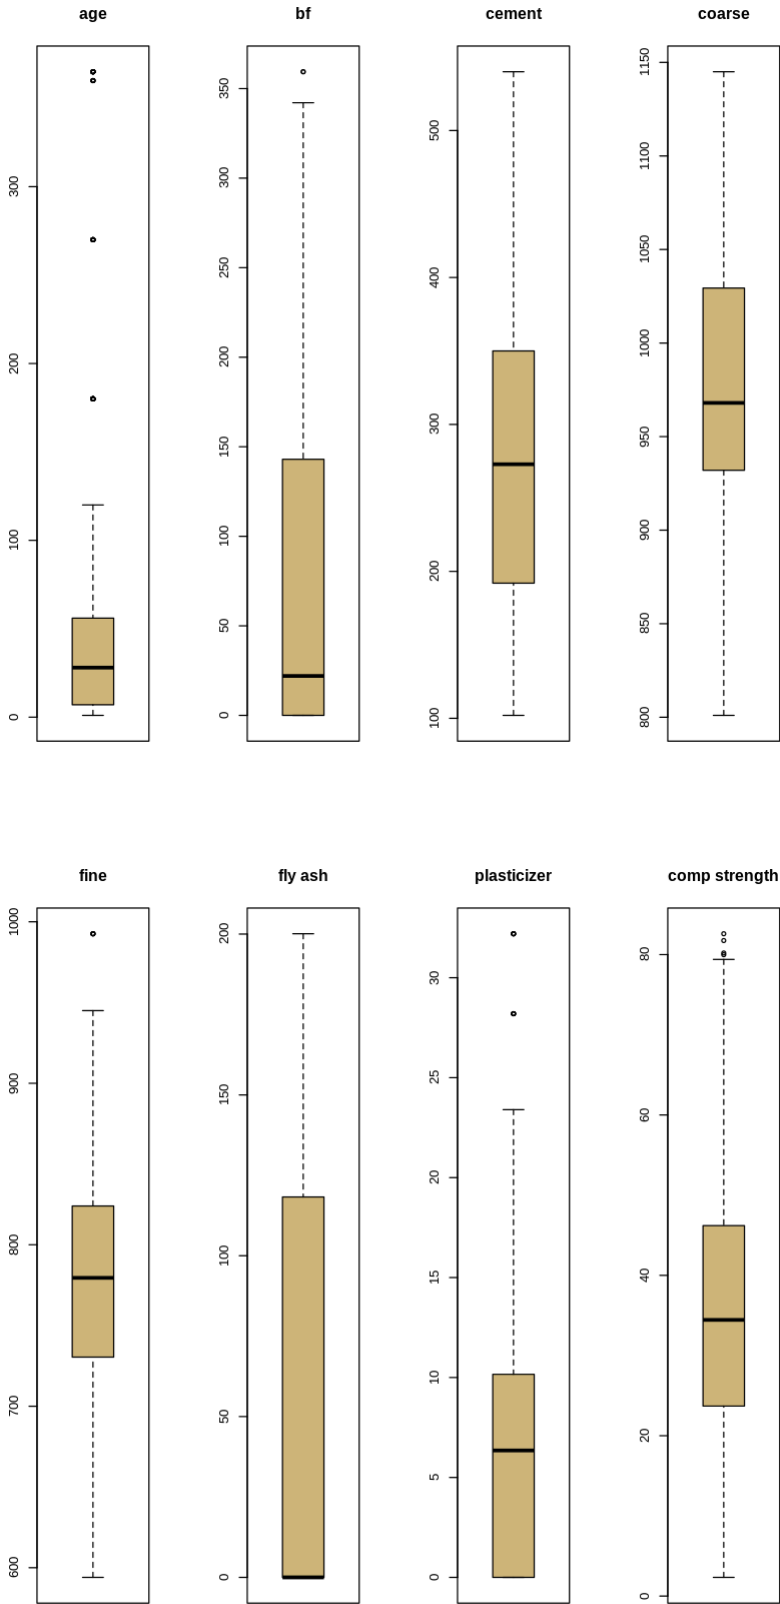 age bf cement coarse
0 100 200 300
0 50 100 150 200 250 300 350
100 200 300 400 500
800 850 900 950 1000 1050 1100 1150
fine fly ash plasticizer comp strength
600 700 800 900 1000
0 50 100 150 200
0 5 10 15 20 25 30
0 20 40 60 80